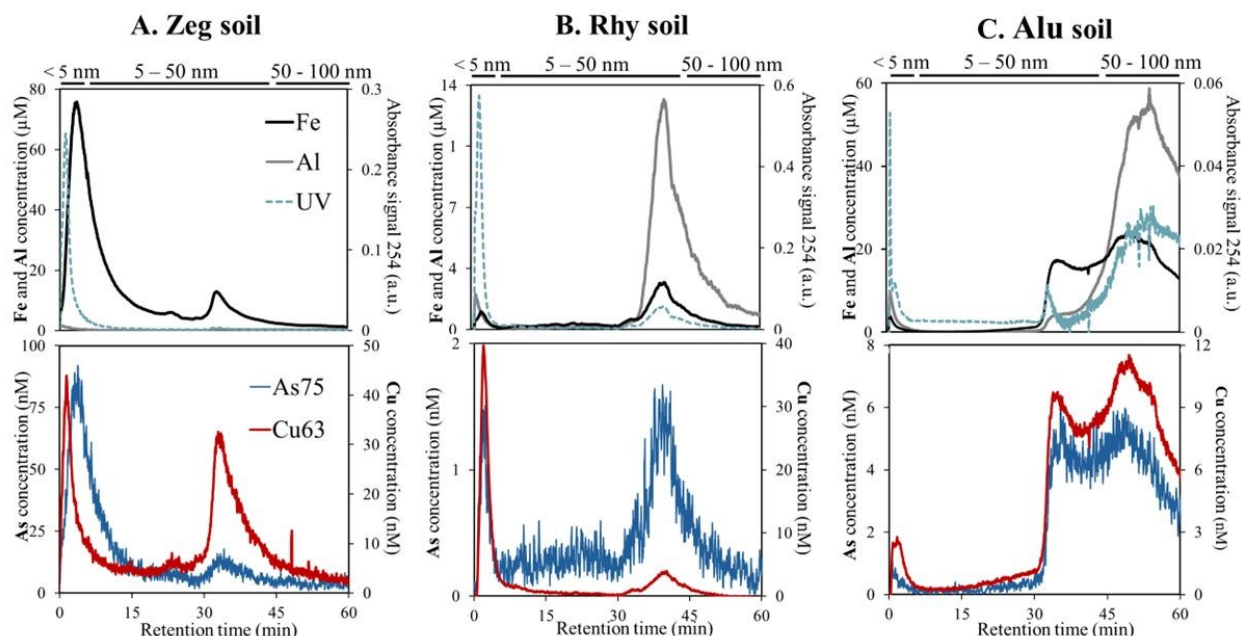 A. Zeg soil
B. Rhy soil
C. Alu soil
< 5 nm 5 – 50 nm 50 - 100 nm
< 5 nm 5 – 50 nm 50 - 100 nm
< 5 nm 5 – 50 nm 50 - 100 nm
Fe and Al concentration (µM)
80
60
40
20
0
Fe
Al
UV
0.3
0.2
0.1
0
Absorbance signal 254 (a.u.)
Fe and Al concentration (µM)
14
1
7
4
0
0.6
0.5
0.4
0.3
0.2
0.1
0
Absorbance signal 254 (a.u.)
Fe and Al concentration (µM)
60
40
20
0
0.06
0.04
0.02
0.00
Absorbance signal 254 (a.u.)
As concentration (nM)
100
75
50
25
0
As75
Cu63
50
40
30
20
10
0
Cu concentration (nM)
0 15 30 45 60
Retention time (min)
As concentration (nM)
2
1
0
40
30
20
10
0
Cu concentration (nM)
0 15 30 45 60
Retention time (min)
As concentration (nM)
8
6
4
2
0
12
9
6
3
0
Cu concentration (nM)
0 15 30 45 60
Retention time (min)